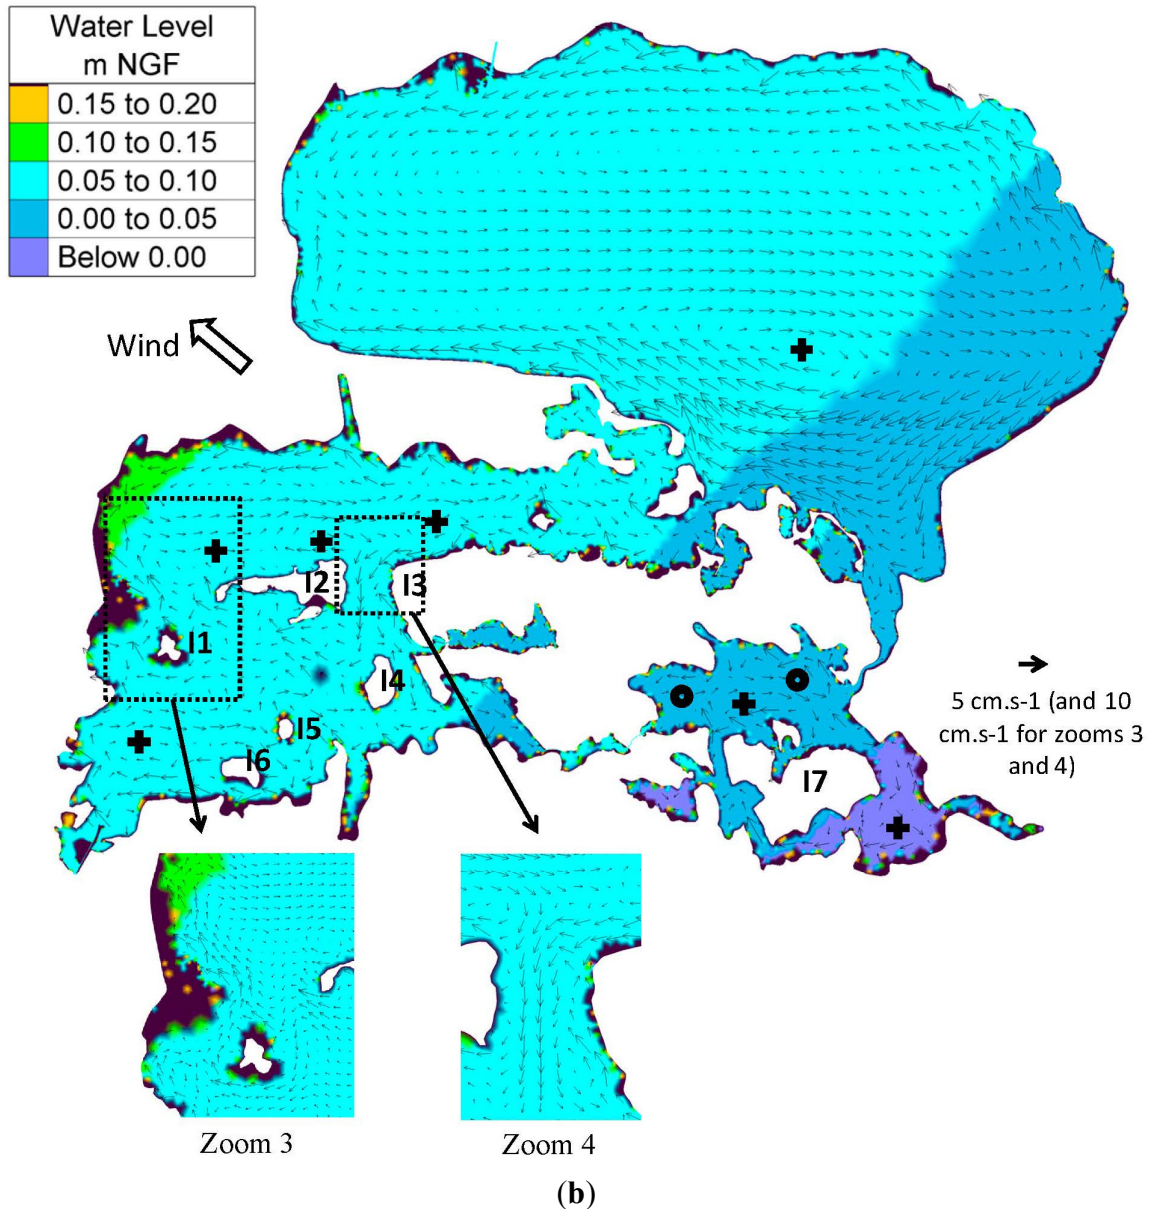 Water Level
m NGF
0.15 to 0.20
0.10 to 0.15
0.05 to 0.10
0.00 to 0.05
Below 0.00
Wind
I2
I3
I1
I4
I5
I6
I7
5 cm.s-1 (and 10
cm.s-1 for zooms 3
and 4)
Zoom 3
Zoom 4
(b)